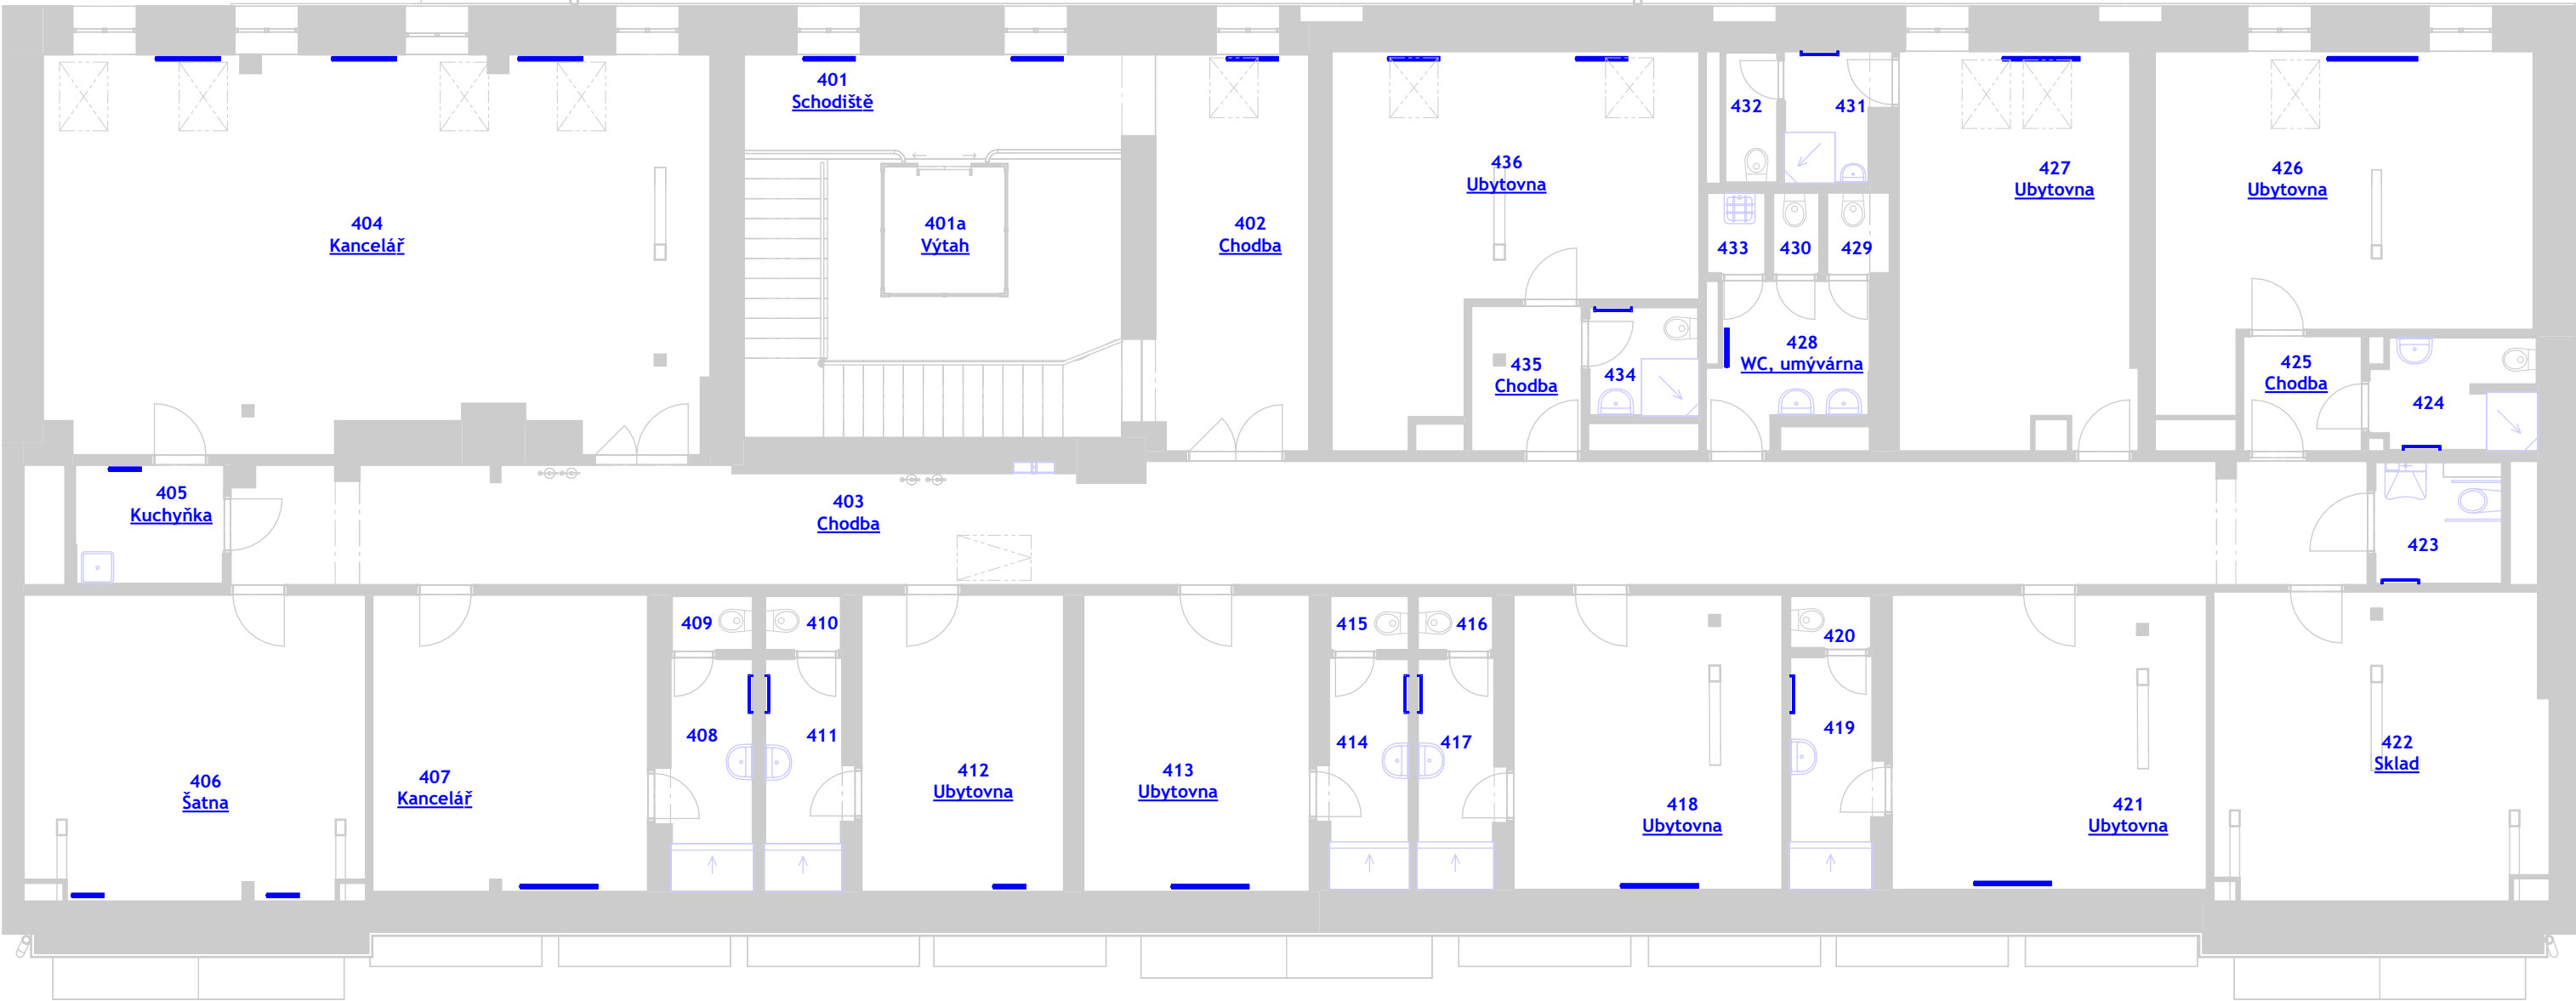 401
Schodiště
432
431
436
Ubytovna
427
Ubytovna
426
Ubytovna
404
Kancelář
401a
Výtah
402
Chodba
433
430
429
428
WC, umývárna
435
Chodba
434
425
Chodba
424
405
Kuchyňka
403
Chodba
423
409
410
415
416
420
408
411
414
417
419
422
Sklad
406
Šatna
407
Kancelář
412
Ubytovna
413
Ubytovna
418
Ubytovna
421
Ubytovna